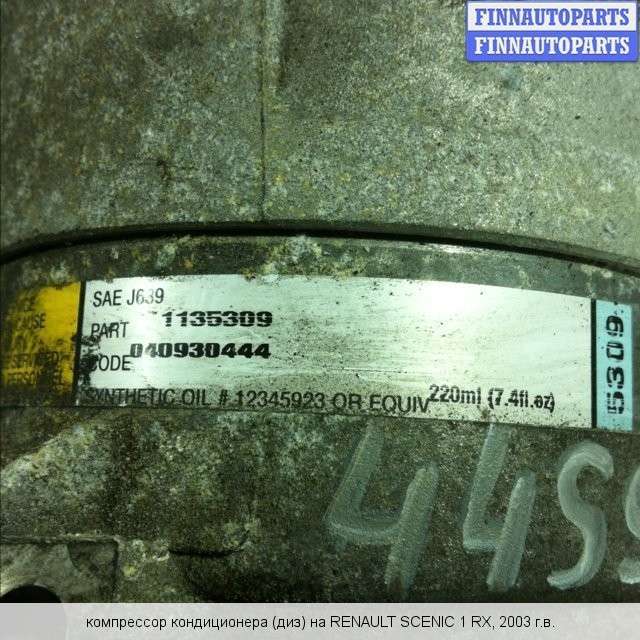 FINNAUTOPARTS
FINNAUTOPARTS
SAE J639
PART 1135309
CODE 040930444
SYNTHETIC OIL # 12345923 OR EQUIV 220ml (7.4fl.oz)
5309
компрессор кондиционера (диз) на RENAULT SCENIC 1 RX, 2003 г.в.